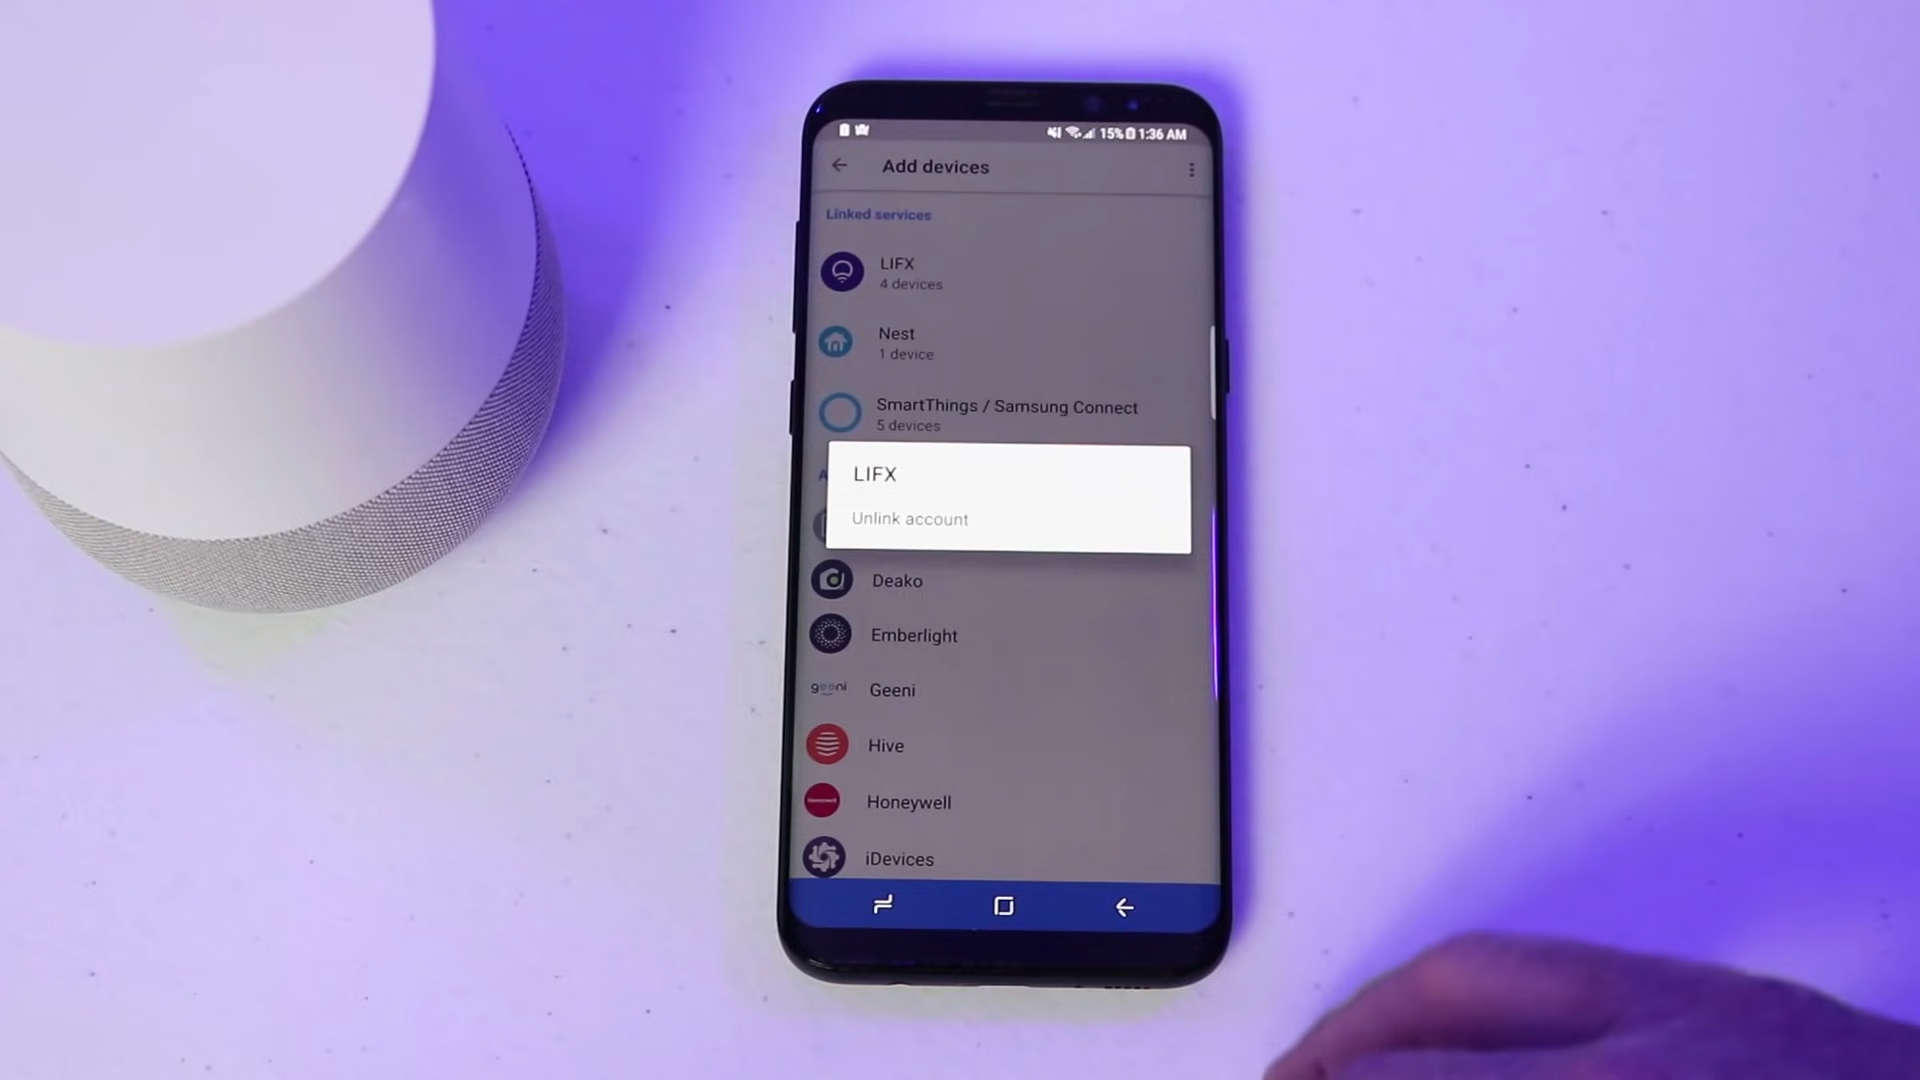 15% 1:36 AM
Add devices
Linked services
LIFX
4 devices
Nest
1 device
SmartThings / Samsung Connect
5 devices
A
LIFX
Unlink account
Deako
Emberlight
geeni
Geeni
Hive
Honeywell
Honeywell
iDevices